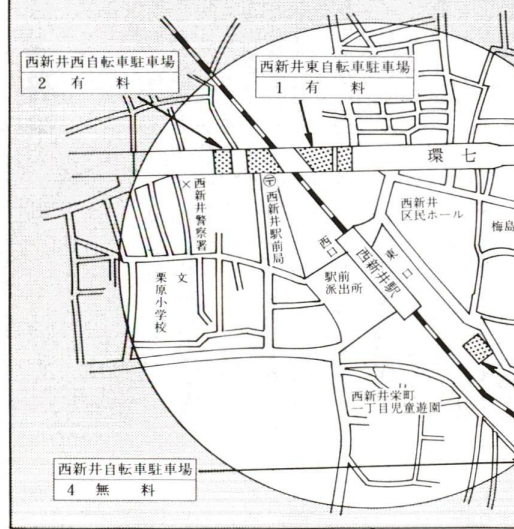 西新井西自転車駐車場
2 有 料
西新井東自転車駐車場
1 有 料
環七
〒
西新井駅前局
×
西新井警察署
西新井
区民ホール
梅島
西口
東口
西新井駅
駅前
派出所
文
栗原小学校
西新井栄町
一丁目児童遊園
西新井自転車駐車場
4 無 料